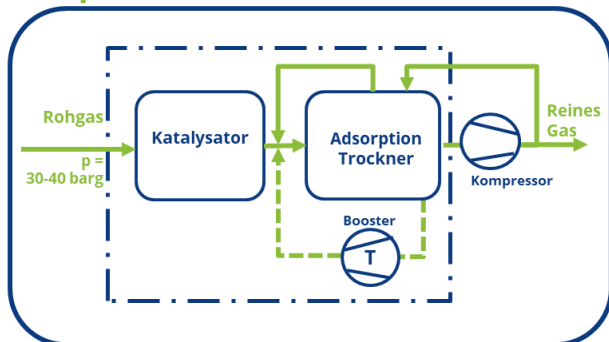 Rohgas
p =
30-40 barg
Katalysator
Adsorption
Trockner
Booster
T
Kompressor
Reines
Gas